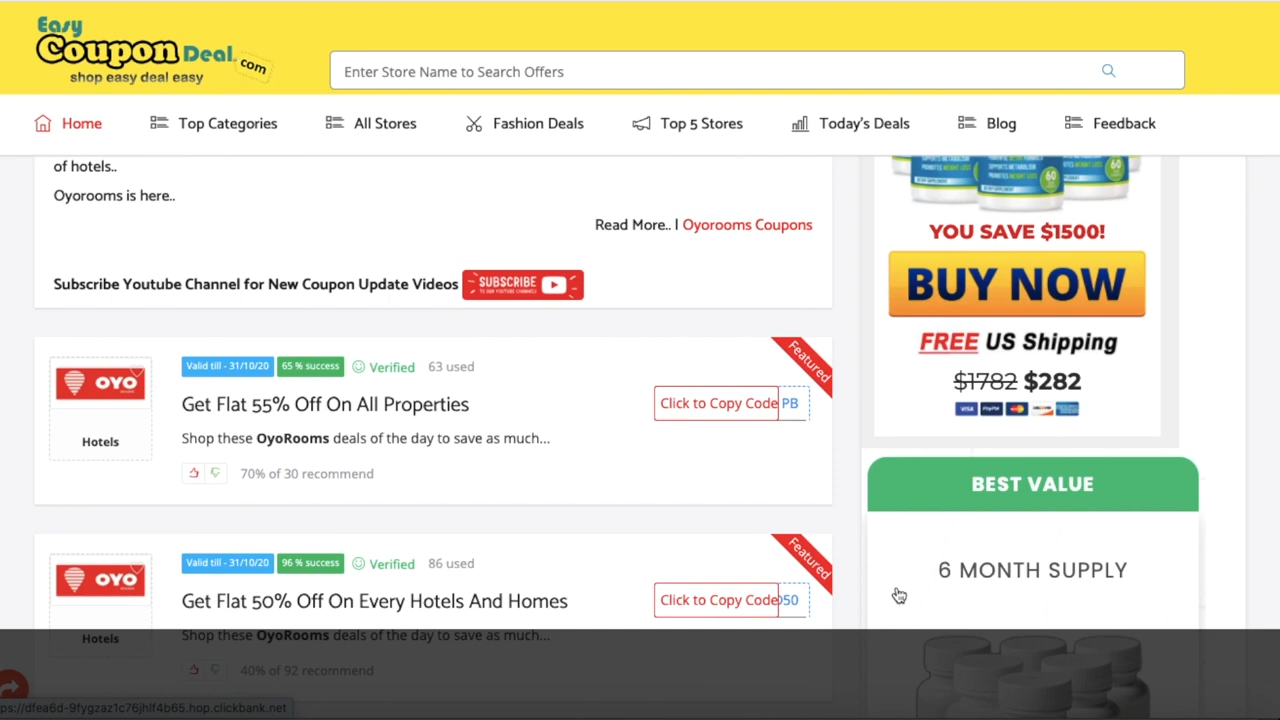 Easy
Coupon Deal.com
shop easy deal easy
Enter Store Name to Search Offers
Home
Top Categories
All Stores
Fashion Deals
Top 5 Stores
Today's Deals
Blog
Feedback
of hotels..
Oyorooms is here..
Read More.. | Oyorooms Coupons
Subscribe Youtube Channel for New Coupon Update Videos SUBSCRIBE
Valid till - 31/10/20 65 % success Verified 63 used
Featured
OYO
Hotels
Get Flat 55% Off On All Properties
Click to Copy Code PB
Shop these OyoRooms deals of the day to save as much...
70% of 30 recommend
Valid till - 31/10/20 96 % success Verified 86 used
Featured
OYO
Hotels
Get Flat 50% Off On Every Hotels And Homes
Click to Copy Code 50
Shop these OyoRooms deals of the day to save as much...
40% of 92 recommend
60
60
YOU SAVE $1500!
BUY NOW
FREE US Shipping
$1782 $282
VISA PayPal MasterCard DISCOVER
BEST VALUE
6 MONTH SUPPLY
ps://dfea6d-9fygzaz1c76jhlf4b65.hop.clickbank.net